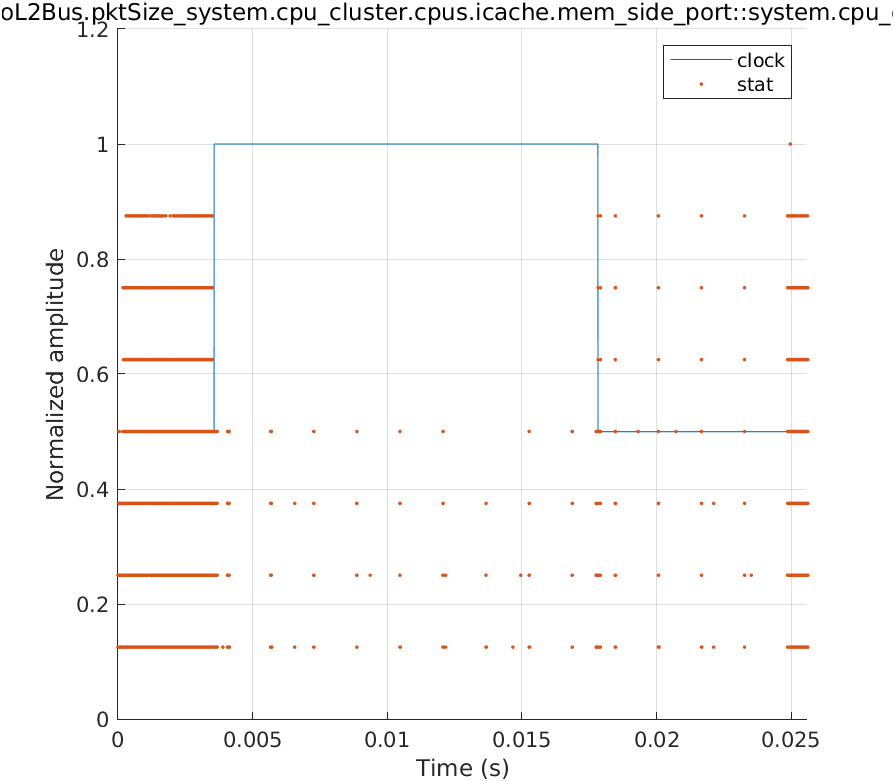 oL2Bus.pktSize_system.cpu_cluster.cpus.icache.mem_side_port::system.cpu_
1.2
clock
stat
1
0.8
0.6
0.4
0.2
0
Normalized amplitude
0 0.005 0.01 0.015 0.02 0.025
Time (s)